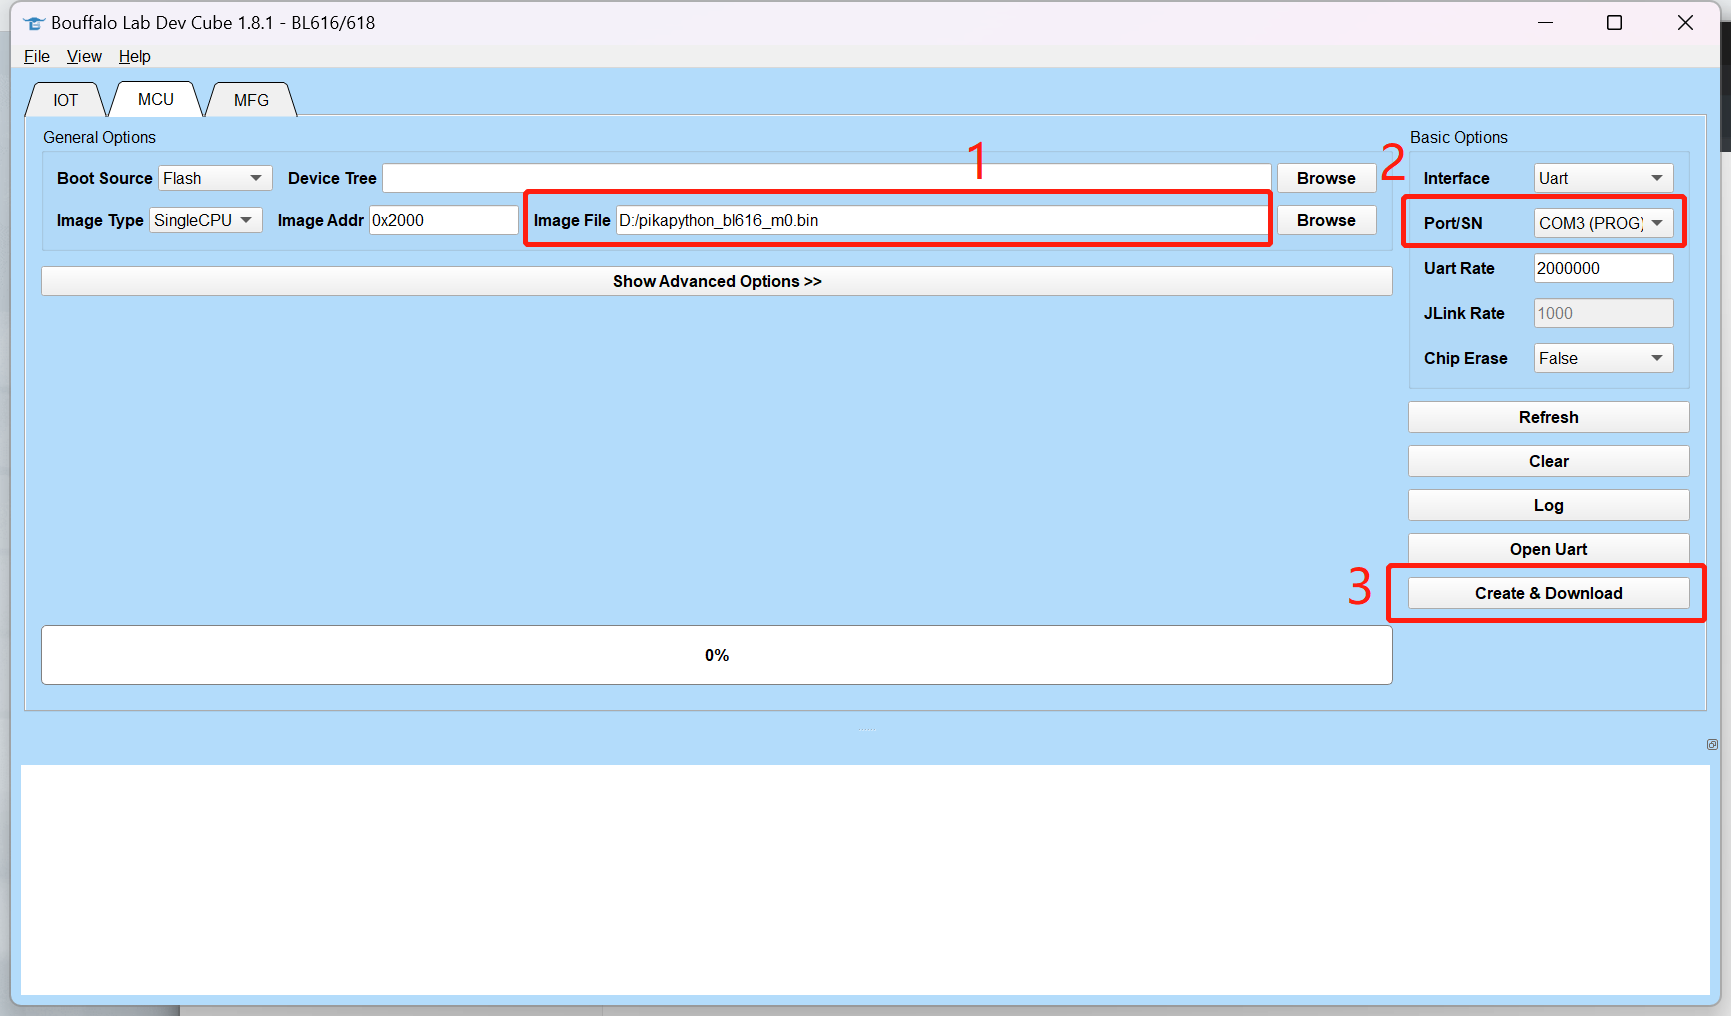 Bouffalo Lab Dev Cube 1.8.1 - BL616/618
File View Help
IOT MCU MFG
General Options
Basic Options
1
2
Boot Source Flash Device Tree Browse
Interface Uart
Image Type SingleCPU Image Addr 0x2000 Image File D:/pikapython_bl616_m0.bin Browse
Port/SN COM3 (PROG)
Show Advanced Options >>
Uart Rate 2000000
JLink Rate 1000
Chip Erase False
Refresh
Clear
Log
Open Uart
3
Create & Download
0%